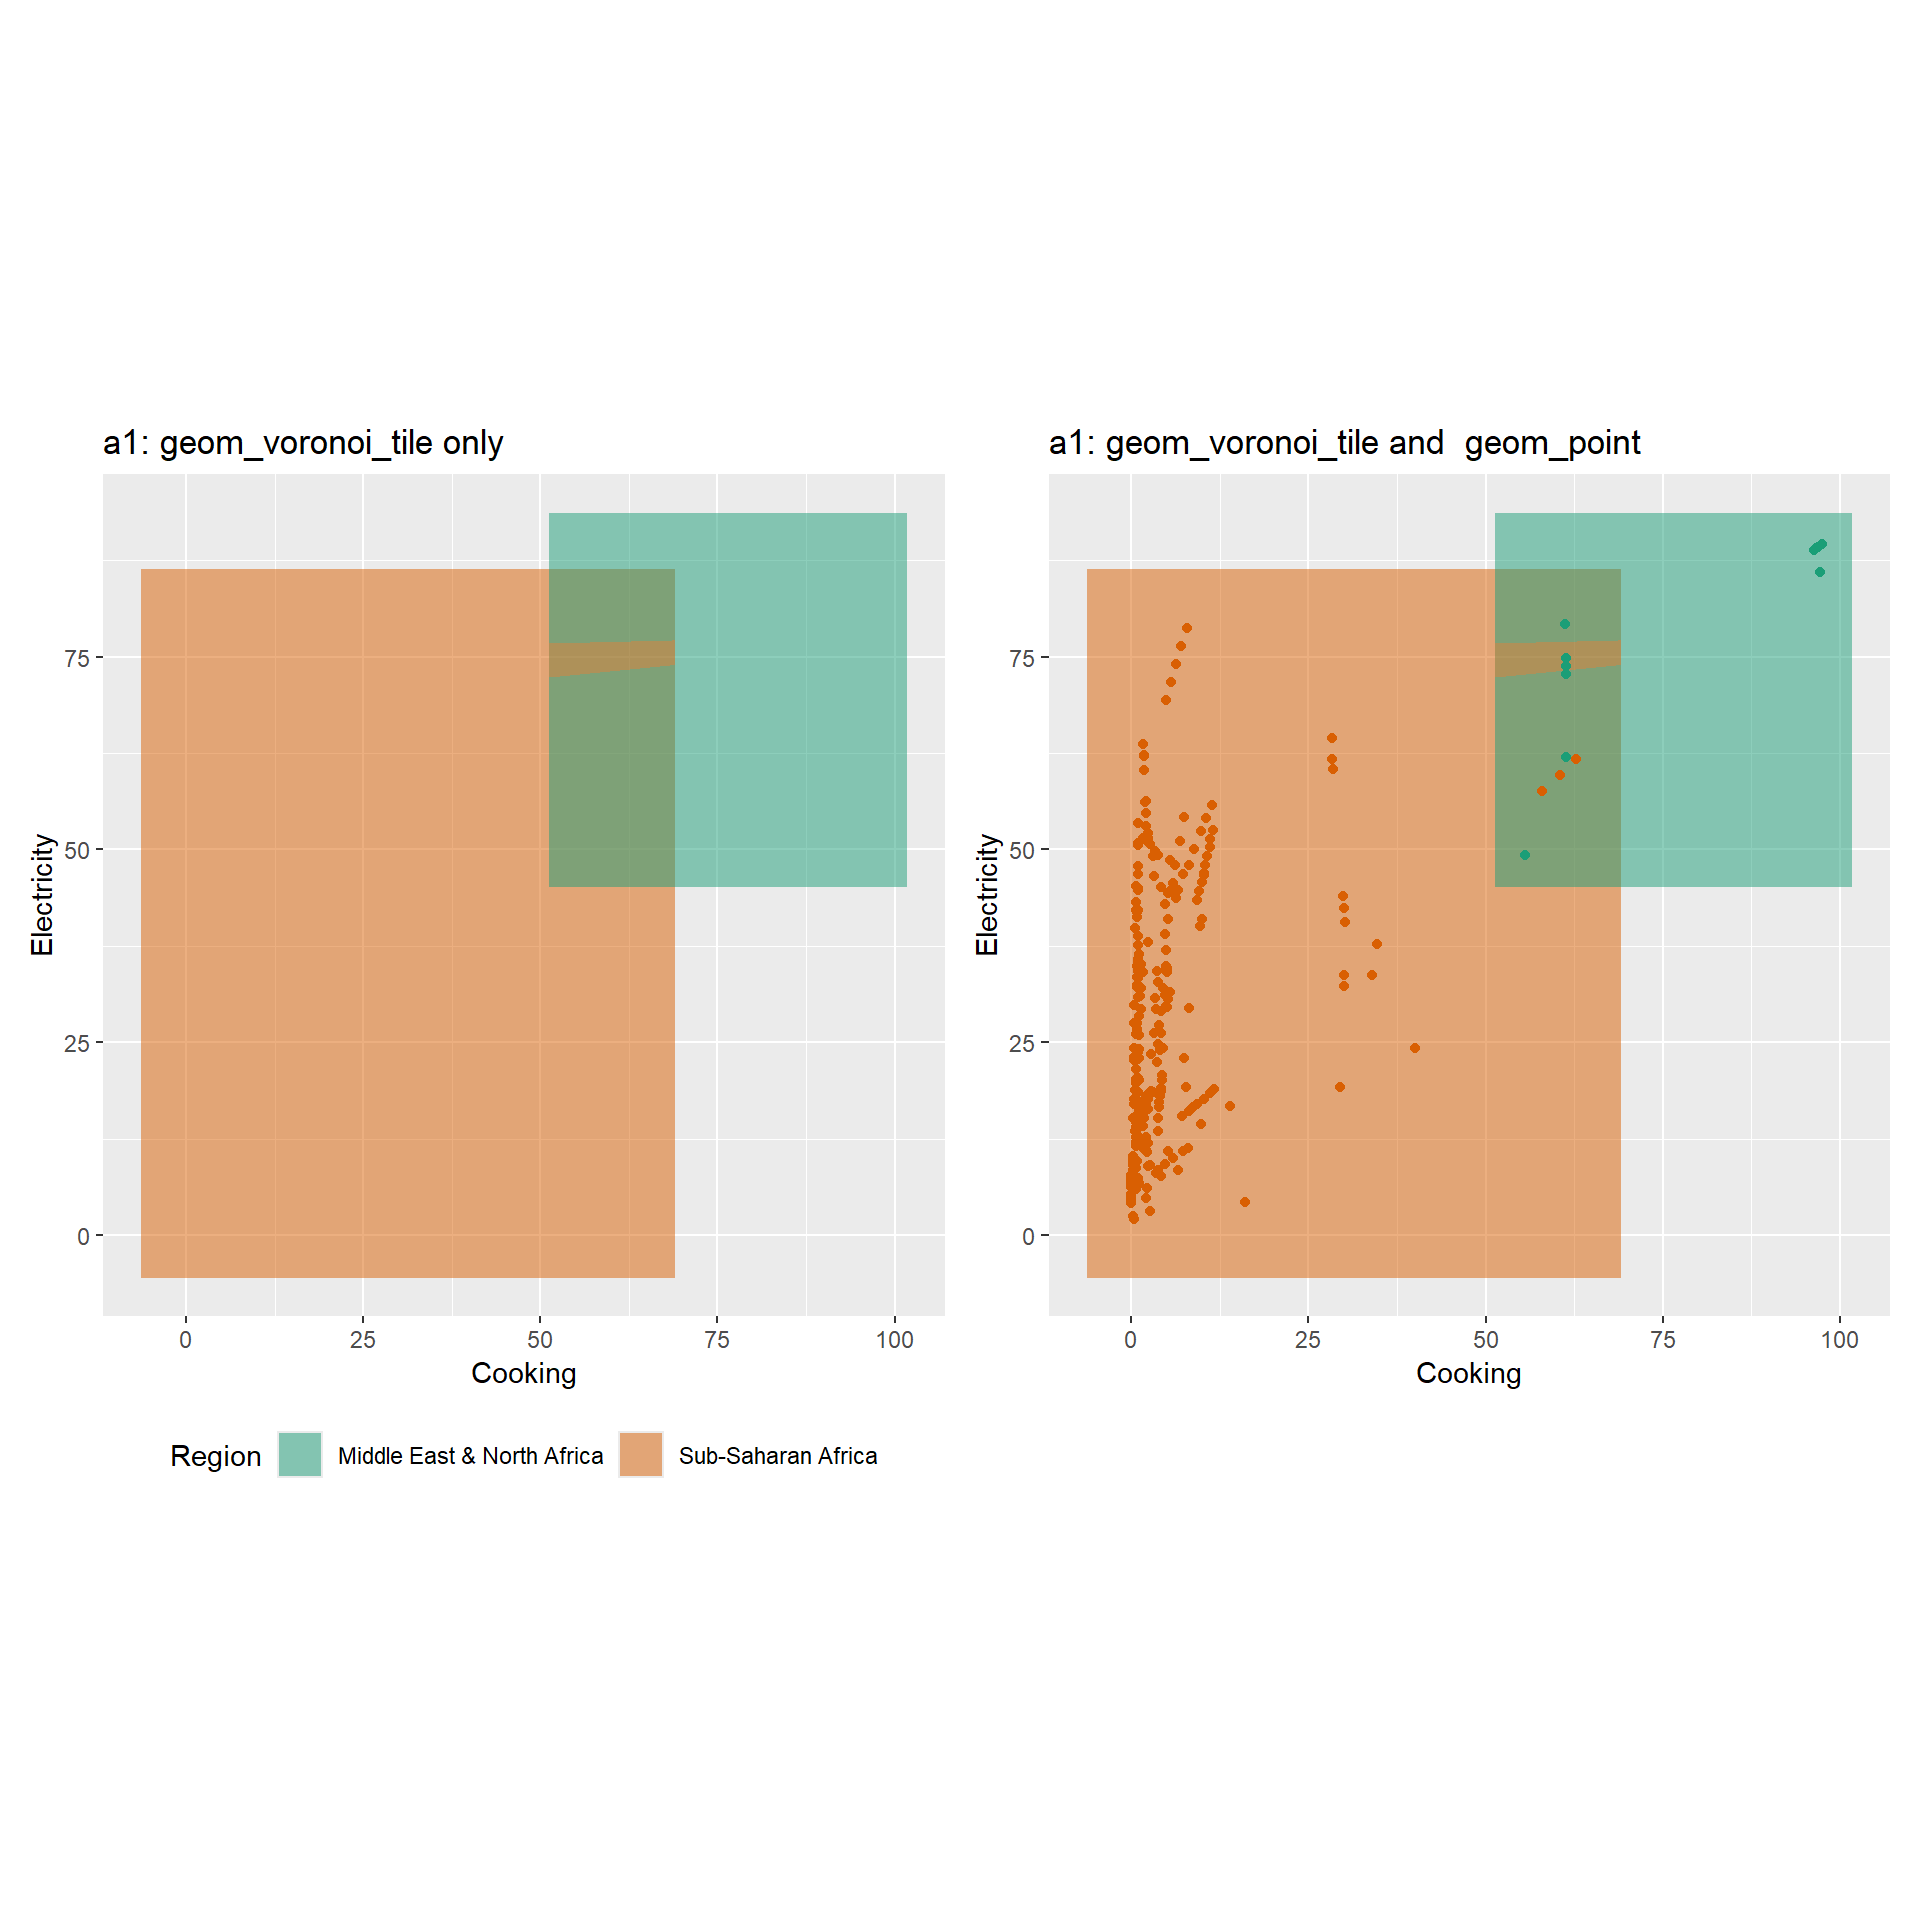 a1: geom_voronoi_tile only
75
50
25
0
Electricity
0 25 50 75 100
Cooking
Region Middle East & North Africa Sub-Saharan Africa
a1: geom_voronoi_tile and  geom_point
75
50
25
0
Electricity
0 25 50 75 100
Cooking